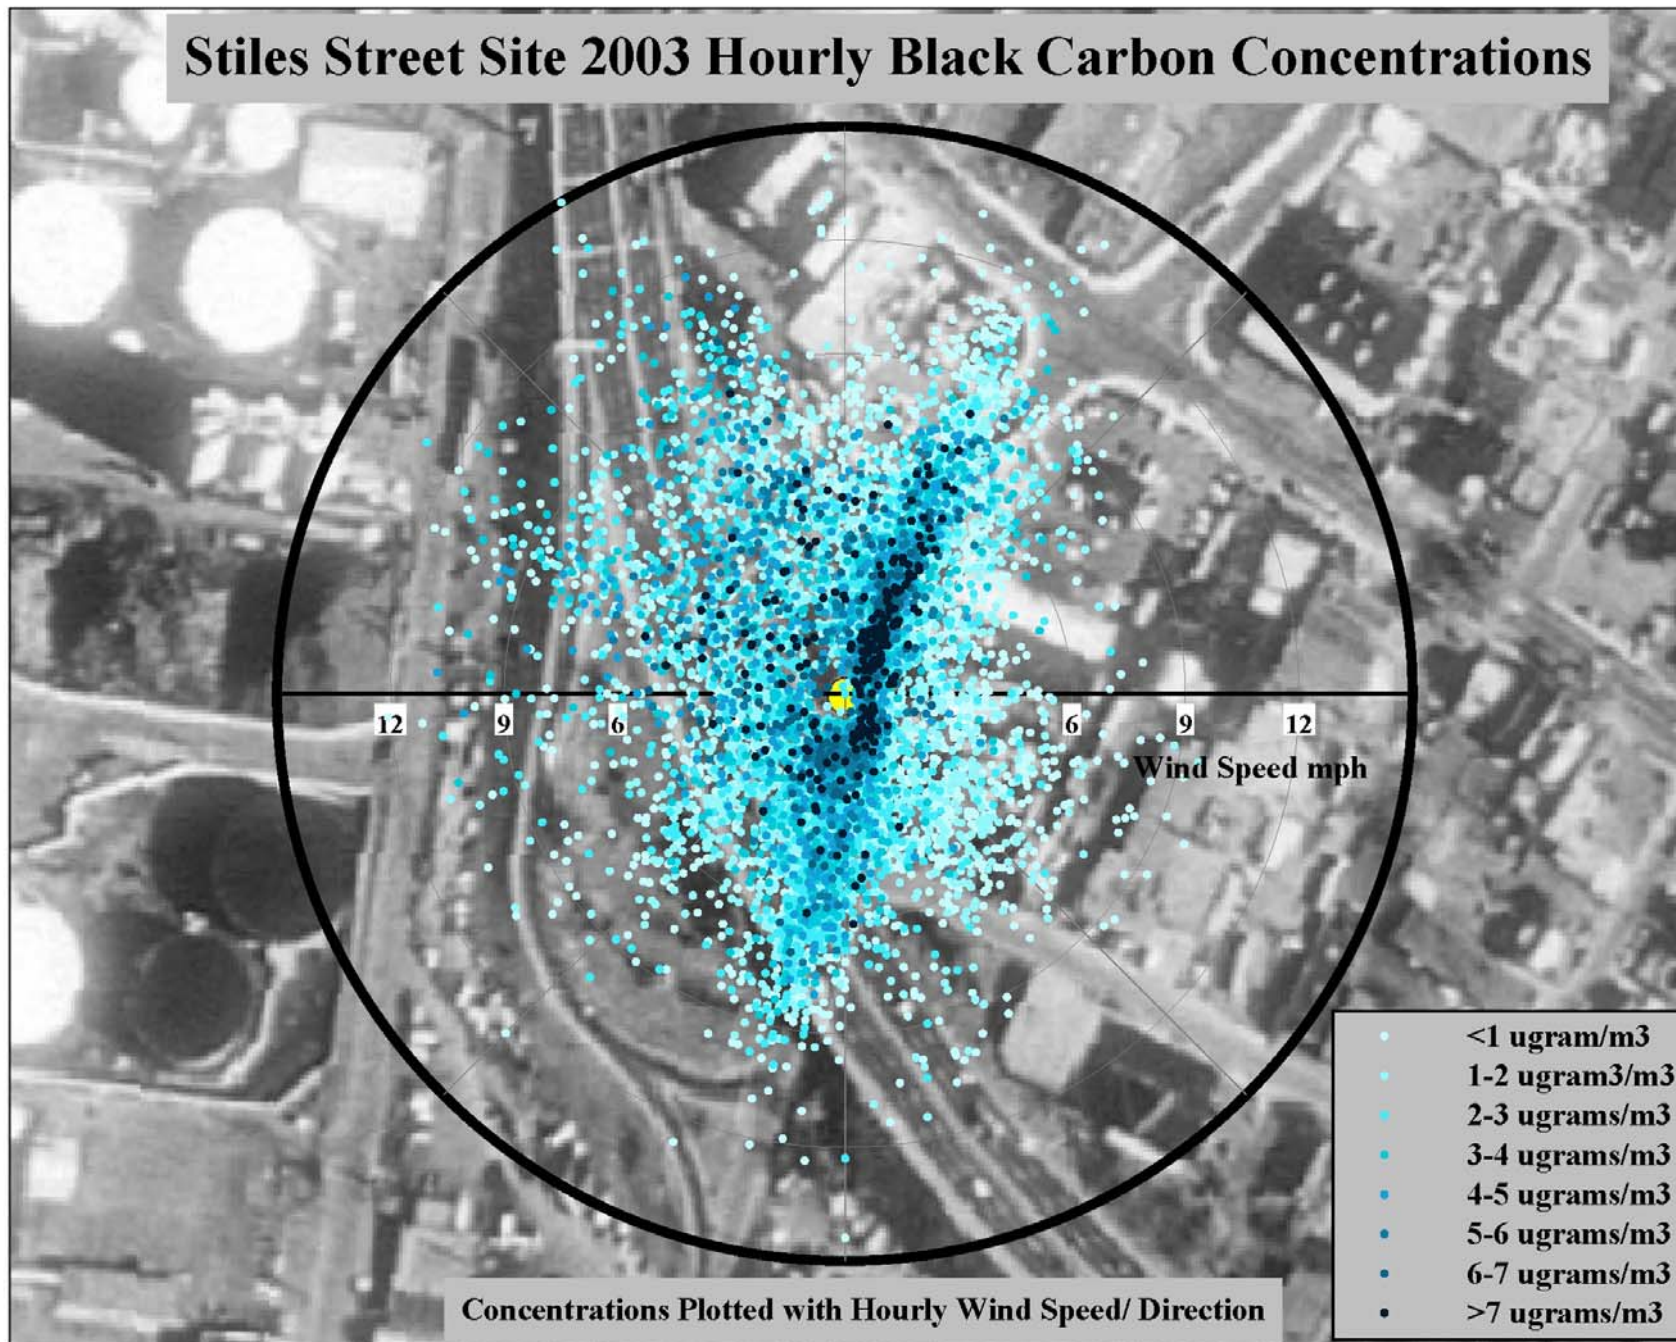 Stiles Street Site 2003 Hourly Black Carbon Concentrations
12 9 6 6 9 12
Wind Speed mph
<1 ugram/m3
1-2 ugram3/m3
2-3 ugrams/m3
3-4 ugrams/m3
4-5 ugrams/m3
5-6 ugrams/m3
6-7 ugrams/m3
>7 ugrams/m3
Concentrations Plotted with Hourly Wind Speed/ Direction